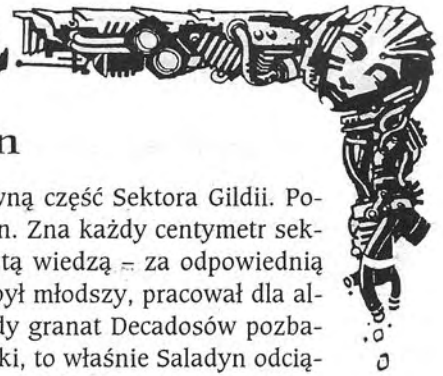 n
wną część Sektora Gildii. Po-
n. Zna każdy centymetr sek-
tą wiedzą – za odpowiednią
był młodszy, pracował dla al-
dy granat Decadosów pozba-
ki, to właśnie Saladyn odcią-